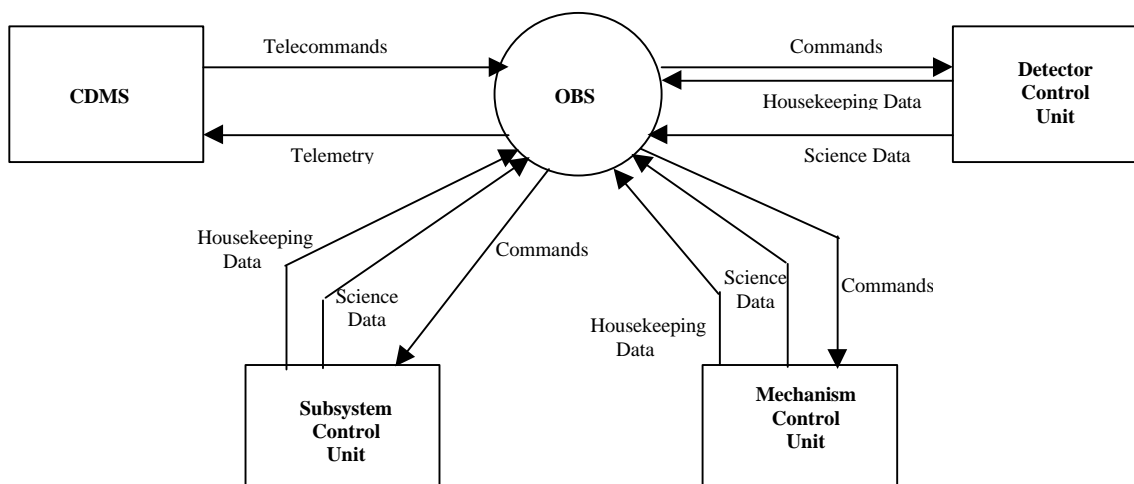 Telecommands
Commands
CDMS
OBS
Detector
Control
Unit
Housekeeping Data
Telemetry
Science Data
Housekeeping
Data
Commands
Science
Data
Science
Data
Commands
Housekeeping
Data
Subsystem
Control
Unit
Mechanism
Control
Unit